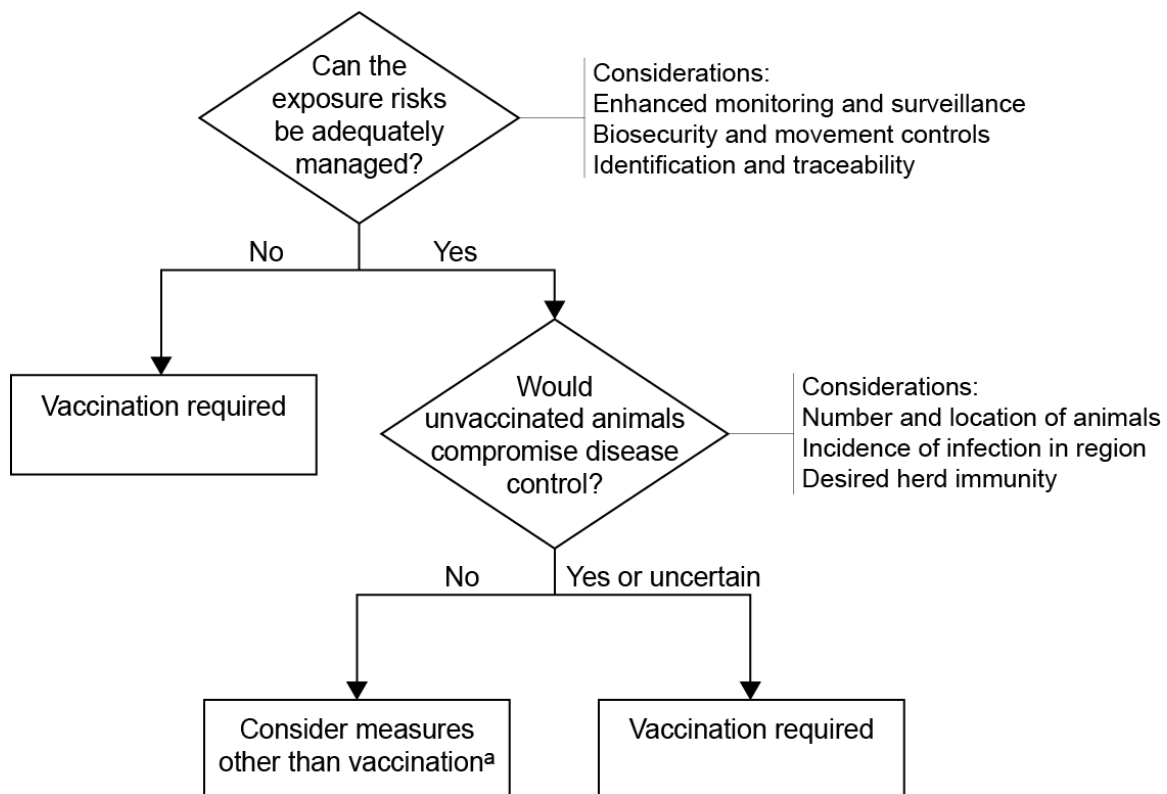 Can the
exposure risks
be adequately
managed?
Considerations:
Enhanced monitoring and surveillance
Biosecurity and movement controls
Identification and traceability
No
Yes
Vaccination required
Would
unvaccinated animals
compromise disease
control?
Considerations:
Number and location of animals
Incidence of infection in region
Desired herd immunity
No
Yes or uncertain
Consider measures
other than vaccinationª
Vaccination required